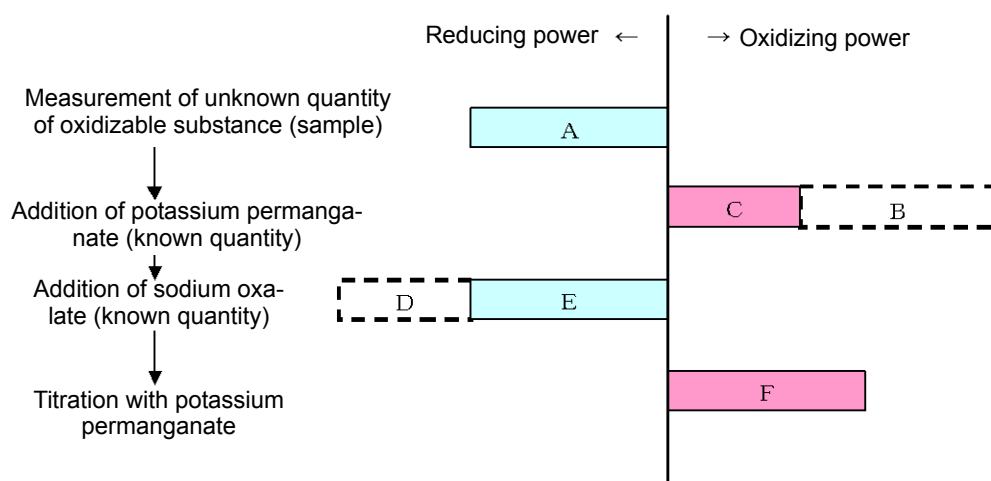 Reducing power ← → Oxidizing power
Measurement of unknown quantity
of oxidizable substance (sample)
A
Addition of potassium permanga-
nate (known quantity)
C
B
Addition of sodium oxa-
late (known quantity)
D
E
Titration with potassium
permanganate
F